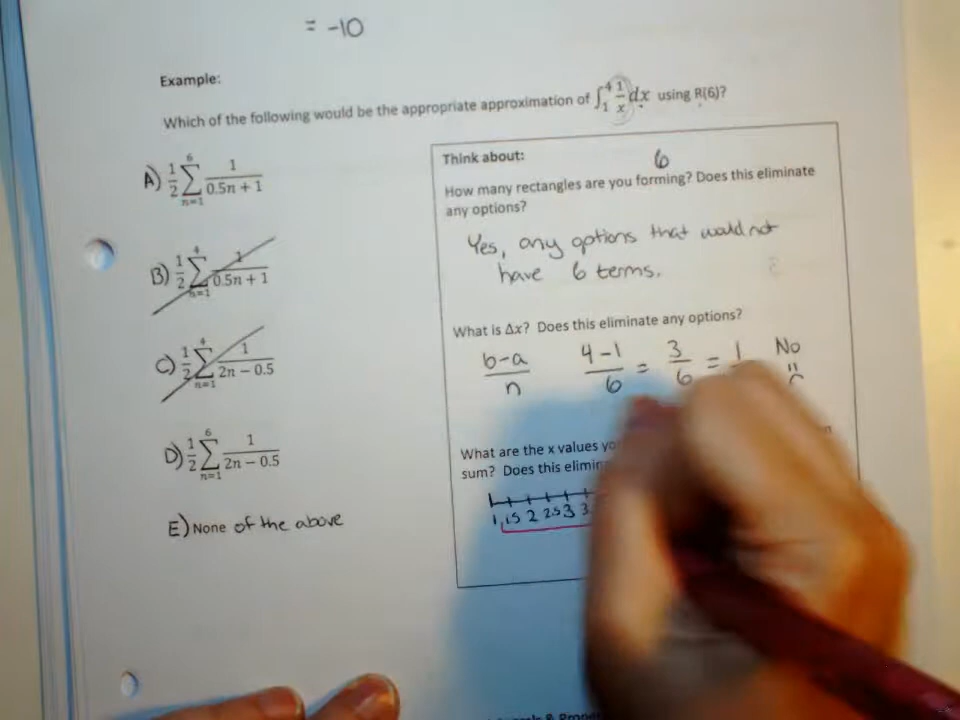 = -10
Example:
Which of the following would be the appropriate approximation of ∫₁⁴ 1/x dx using R(6)?
A) 1/2 ∑_{n=1}^{6} 1/(0.5n + 1)
B) 1/2 ∑_{n=1}^{4} 1/(0.5n + 1)
C) 1/2 ∑_{n=1}^{4} 1/(2n − 0.5)
D) 1/2 ∑_{n=1}^{6} 1/(2n − 0.5)
E) None of the above
Think about:
6
How many rectangles are you forming? Does this eliminate
any options?
Yes, any options that would not
have 6 terms.
What is Δx? Does this eliminate any options?
b-a/n 4-1/6 = 3/6 = 1 No
What are the x values
sum? Does this
1 1.5 2 2.5 3